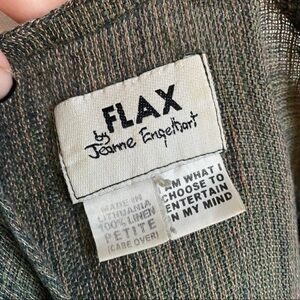 FLAX
by
Jeanne Engelhart
MADE IN
LITHUANIA
100% LINEN
PETITE
(CARE OVER)
I AM WHAT I
CHOOSE TO
ENTERTAIN
IN MY MIND